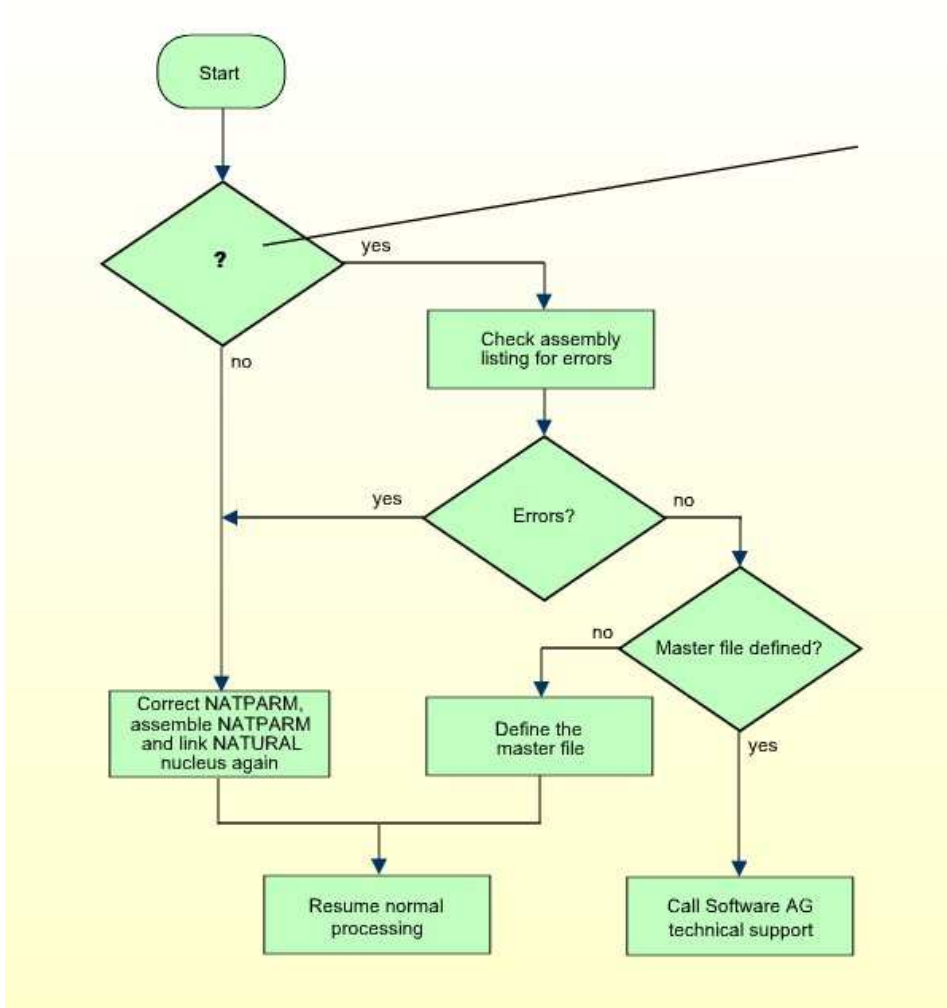 Start
?
yes
no
Check assembly
listing for errors
Errors?
yes
no
Master file defined?
no
yes
Correct NATPARM,
assemble NATPARM
and link NATURAL
nucleus again
Define the
master file
Resume normal
processing
Call Software AG
technical support